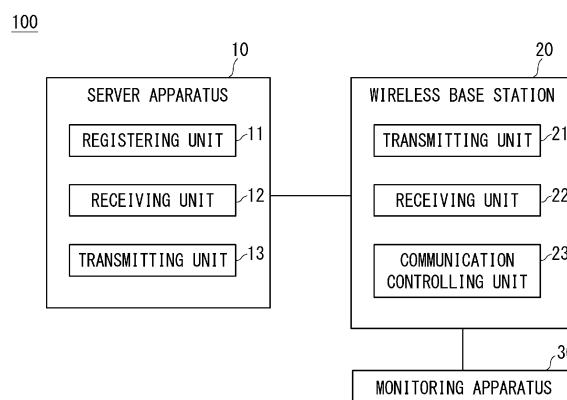 100
10
20
SERVER APPARATUS
WIRELESS BASE STATION
REGISTERING UNIT
11
TRANSMITTING UNIT
21
RECEIVING UNIT
12
RECEIVING UNIT
22
TRANSMITTING UNIT
13
COMMUNICATION
CONTROLLING UNIT
23
MONITORING APPARATUS